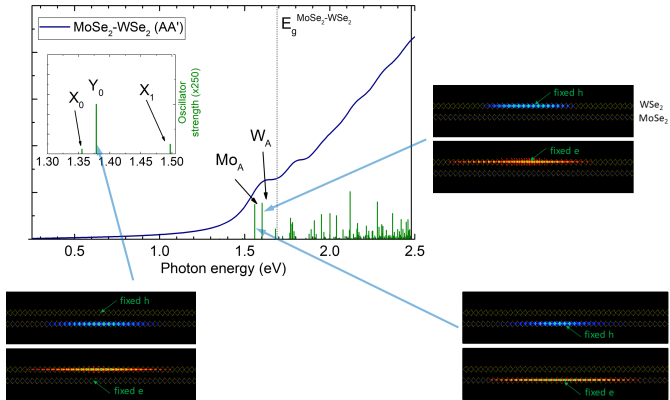 MoSe₂-WSe₂ (AA')
E_g^MoSe₂-WSe₂
X₀
Y₀
X₁
Oscillator
strength (x250)
1.30 1.35 1.40 1.45 1.50
Mo_A
W_A
0.5 1.0 1.5 2.0 2.5
Photon energy (eV)
fixed h
WSe₂
MoSe₂
fixed e
fixed h
fixed e
fixed h
fixed e